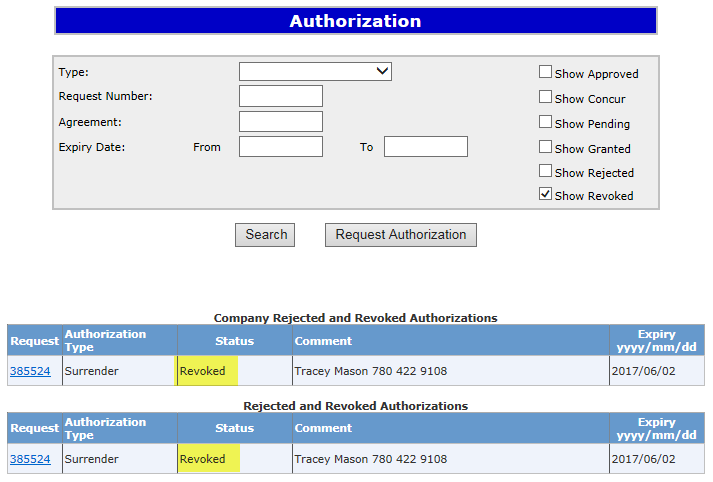 Authorization
Type:
Show Approved
Request Number:
Show Concur
Agreement:
Show Pending
Expiry Date: From To
Show Granted
Show Rejected
Show Revoked
Search Request Authorization
Company Rejected and Revoked Authorizations
Request Authorization Type Status Comment Expiry yyyy/mm/dd
385524 Surrender Revoked Tracey Mason 780 422 9108 2017/06/02
Rejected and Revoked Authorizations
Request Authorization Type Status Comment Expiry yyyy/mm/dd
385524 Surrender Revoked Tracey Mason 780 422 9108 2017/06/02